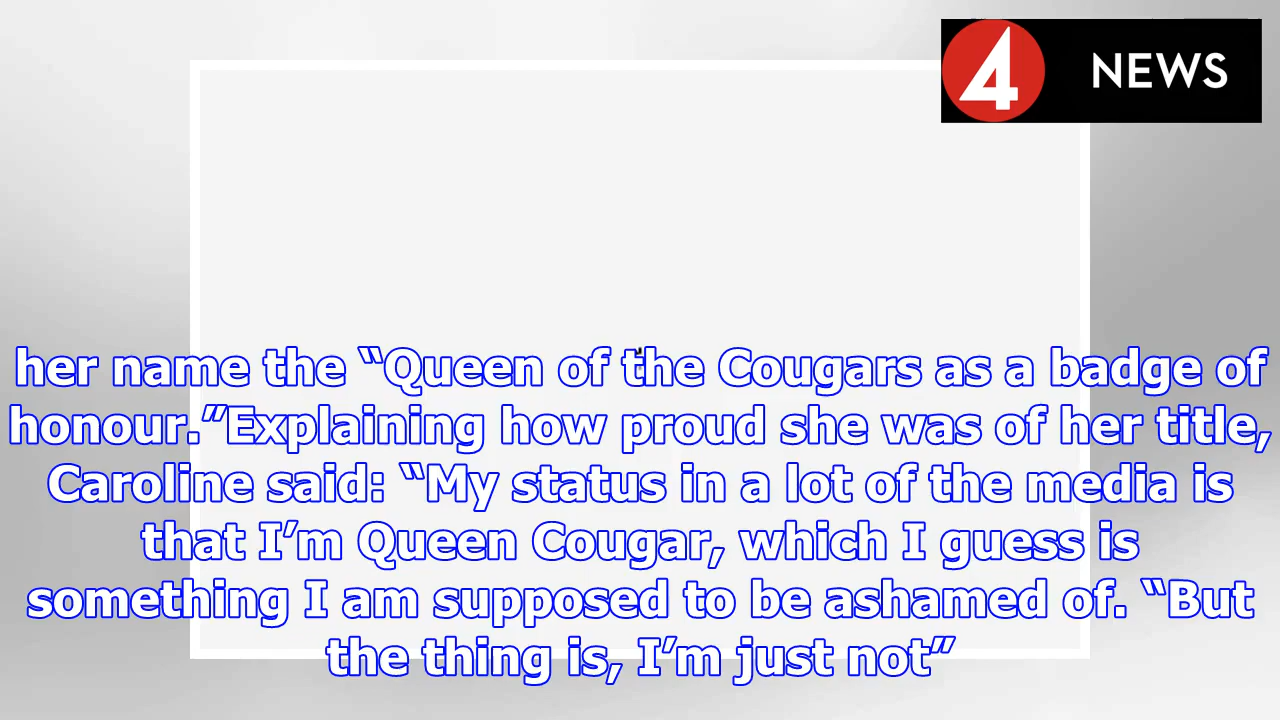 4 NEWS
her name the “Queen of the Cougars as a badge of
honour.”Explaining how proud she was of her title,
Caroline said: “My status in a lot of the media is
that I’m Queen Cougar, which I guess is
something I am supposed to be ashamed of. “But
the thing is, I’m just not”